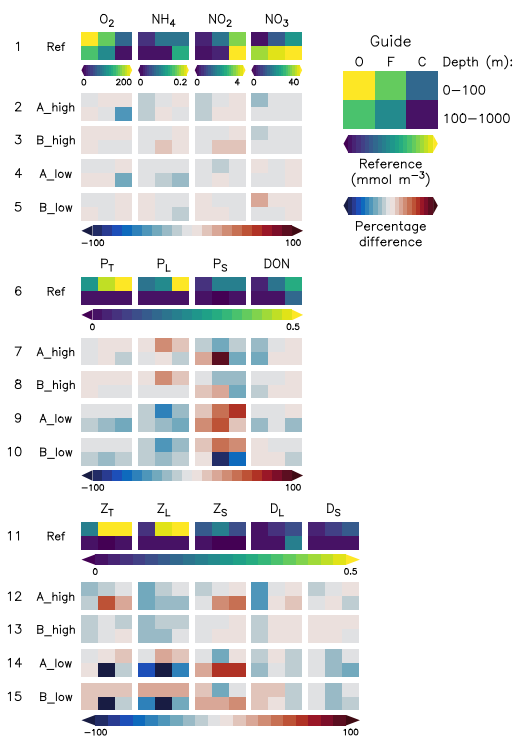 O2 NH4 NO2 NO3
1 Ref
0 200 0 0.2 0 4 0 40
Guide
O F C Depth (m):
0−100
100−1000
Reference
(mmol m−3)
Percentage
difference
2 A_high
3 B_high
4 A_low
5 B_low
−100 100
PT PL PS DON
6 Ref
0 0.5
7 A_high
8 B_high
9 A_low
10 B_low
−100 100
ZT ZL ZS DL DS
11 Ref
0 0.5
12 A_high
13 B_high
14 A_low
15 B_low
−100 100